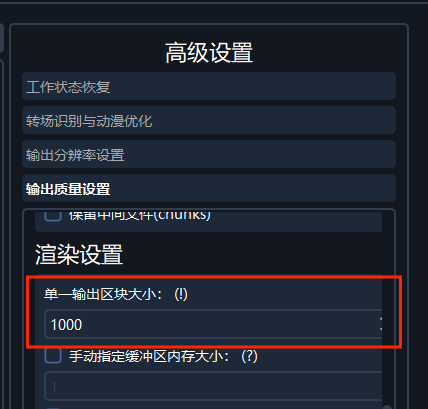 高级设置
工作状态恢复
转场识别与动漫优化
输出分辨率设置
输出质量设置
保留中间文件(chunks)
渲染设置
单一输出区块大小： (!)
1000
手动指定缓冲区内存大小： (?)
1